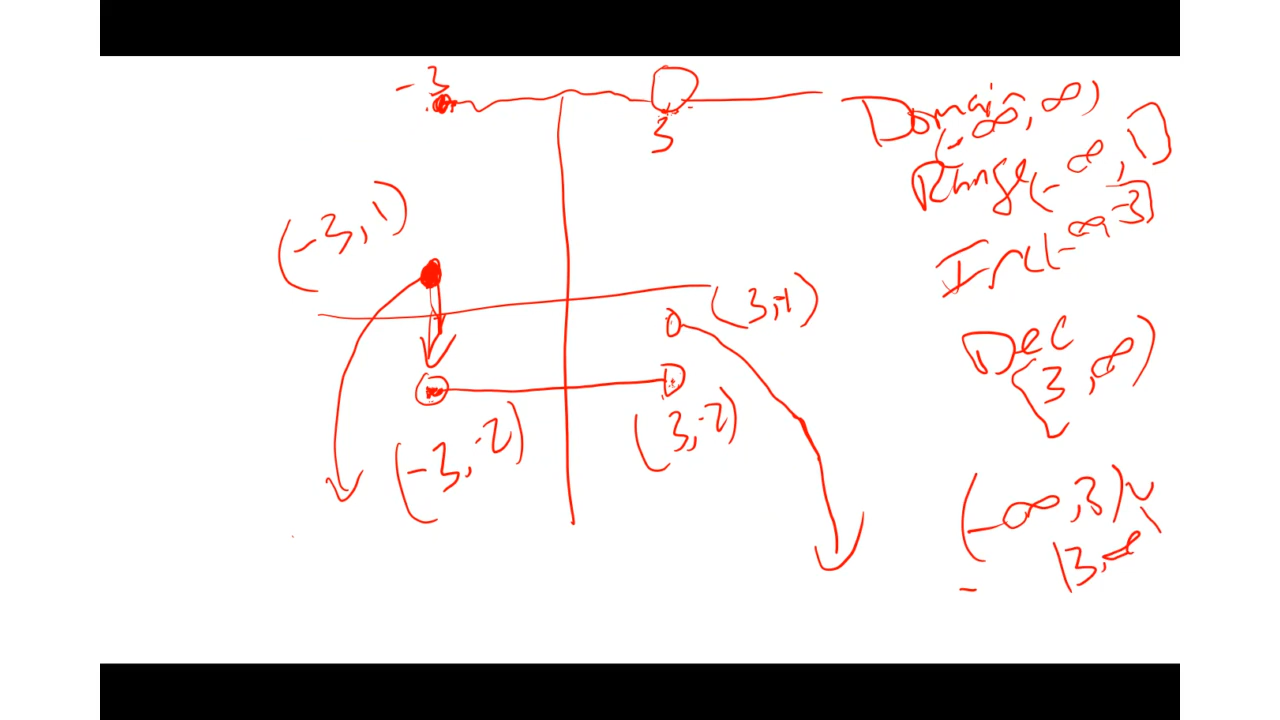 -3
3
Domain
(-∞, ∞)
Range (-∞, 1]
(-3, 1)
Inc (-∞, -3)
(3, -1)
Dec
(3, ∞)
(3, -2)
(-3, -2)
(-∞, 3) ∪
(3, ∞)